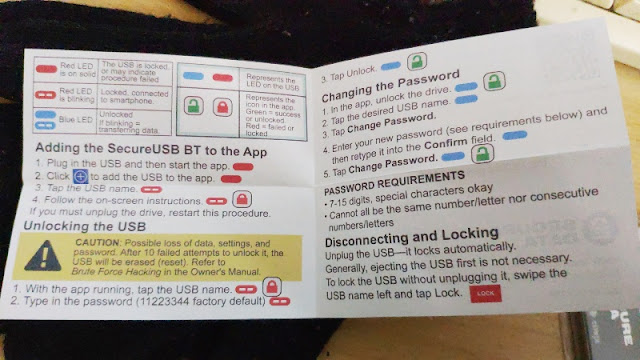 Red LED
is on solid
The USB is locked,
or may indicate
procedure failed
Red LED
is blinking
Locked, connected
to smartphone.
Blue LED
Unlocked
If blinking =
transferring data.
Represents the
LED on the USB
Represents the
icon in the app
Green = success
or unlocked
Red = failed or
locked
Adding the SecureUSB BT to the App
1. Plug in the USB and then start the app.
2. Click to add the USB to the app.
3. Tap the USB name.
4. Follow the on-screen instructions.
If you must unplug the drive, restart this procedure.
Unlocking the USB
CAUTION: Possible loss of data, settings, and
password. After 10 failed attempts to unlock it, the
USB will be erased (reset). Refer to
Brute Force Hacking in the Owner's Manual.
1. With the app running, tap the USB name.
2. Type in the password (11223344 factory default)
3. Tap Unlock.
Changing the Password
1. In the app, unlock the drive.
2. Tap the desired USB name.
3. Tap Change Password.
4. Enter your new password (see requirements below) and
then retype it into the Confirm field.
5. Tap Change Password.
PASSWORD REQUIREMENTS
• 7-15 digits, special characters okay
• Cannot all be the same number/letter nor consecutive
numbers/letters
Disconnecting and Locking
Unplug the USB—it locks automatically.
Generally, ejecting the USB first is not necessary.
To lock the USB without unplugging it, swipe the
USB name left and tap Lock. LOCK